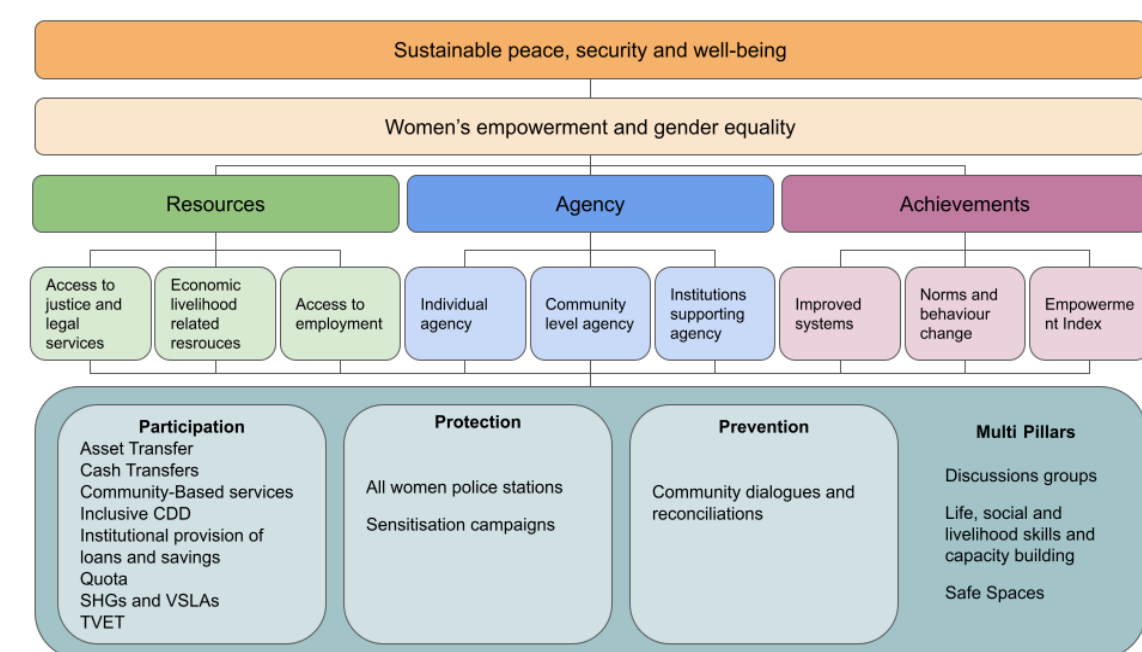 Sustainable peace, security and well-being
Women's empowerment and gender equality
Resources
Agency
Achievements
Access to
justice and
legal
services
Economic
livelihood
related
resrouces
Access to
employment
Individual
agency
Community
level agency
Institutions
supporting
agency
Improved
systems
Norms and
behaviour
change
Empowerme
nt Index
Participation
Asset Transfer
Cash Transfers
Community-Based services
Inclusive CDD
Institutional provision of
loans and savings
Quota
SHGs and VSLAs
TVET
Protection
All women police stations
Sensitisation campaigns
Prevention
Community dialogues and
reconciliations
Multi Pillars
Discussions groups
Life, social and
livelihood skills and
capacity building
Safe Spaces